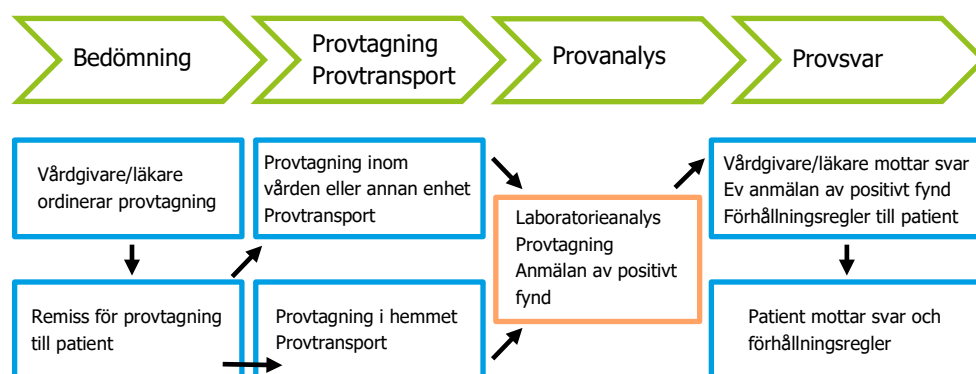 Bedömning
Provtagning
Provtransport
Provanalys
Provsvar
Vårdgivare/läkare
ordinerar provtagning
Provtagning inom
vården eller annan enhet
Provtransport
Laboratorieanalys
Provtagning
Anmälan av positivt
fynd
Vårdgivare/läkare mottar svar
Ev anmälan av positivt fynd
Förhållningsregler till patient
Remiss för provtagning
till patient
Provtagning i hemmet
Provtransport
Patient mottar svar och
förhållningsregler